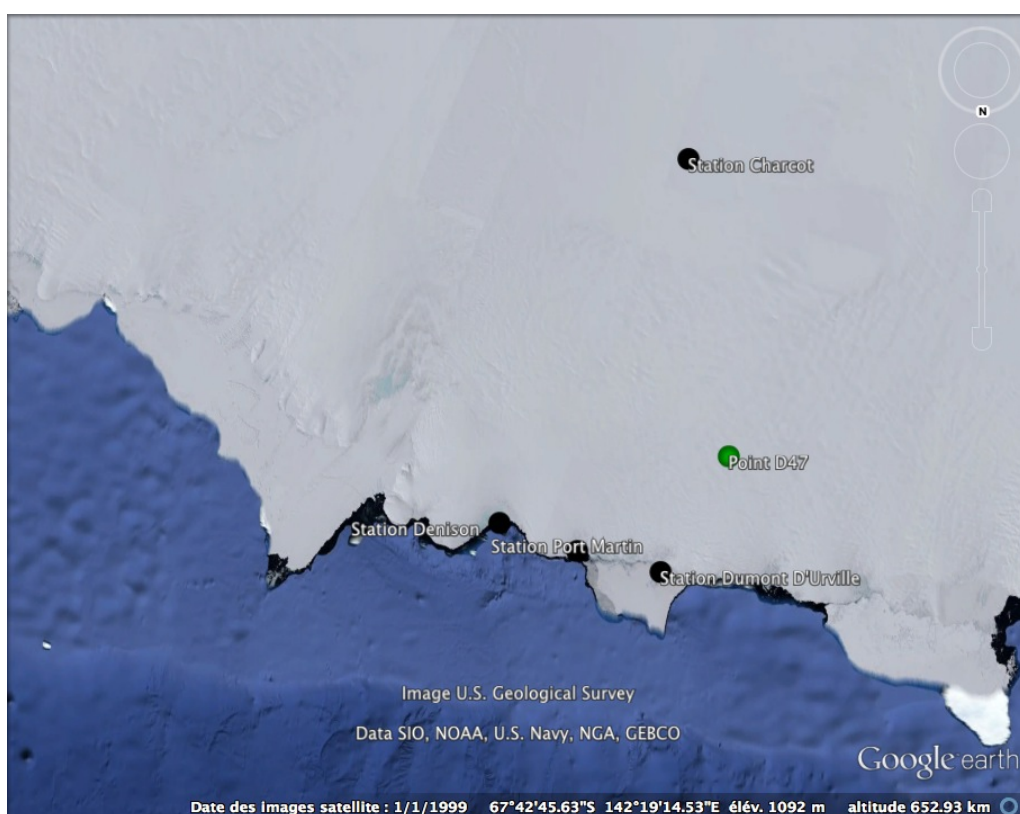 N
Station Charcot
Point D47
Station Denison
Station Port Martin
Station Dumont D'Urville
Image U.S. Geological Survey
Data SIO, NOAA, U.S. Navy, NGA, GEBCO
Google earth
Date des images satellite : 1/1/1999 67°42'45.63"S 142°19'14.53"E élév. 1092 m altitude 652.93 km